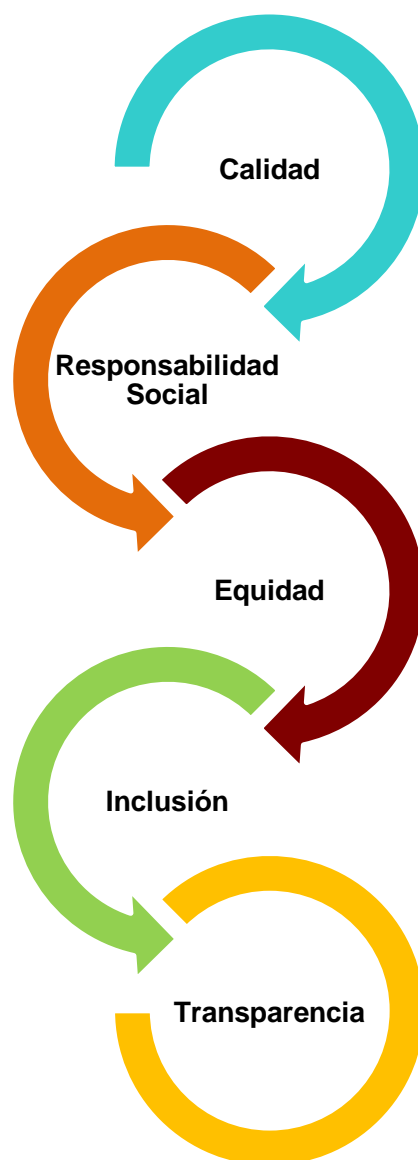 Calidad
Responsabilidad
Social
Equidad
Inclusión
Transparencia